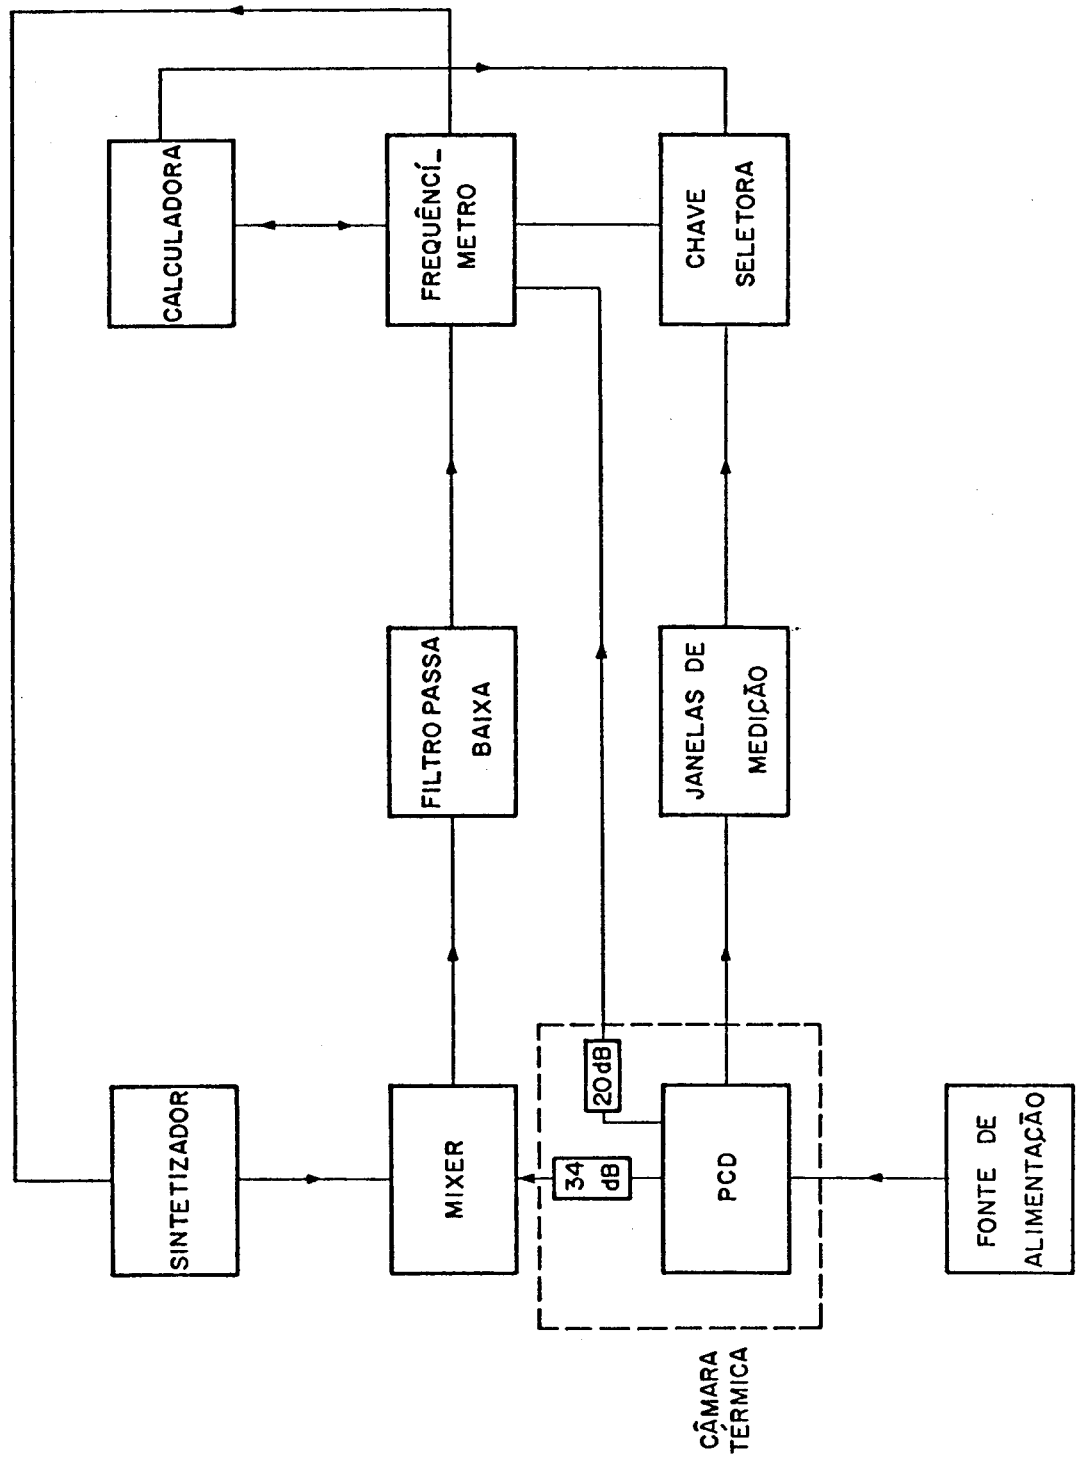 SINTETIZADOR
CALCULADORA
MIXER
FILTRO PASSA
BAIXA
FREQUÊNCÍ_
METRO
34
dB
20dB
PCD
JANELAS DE
MEDIÇÃO
CHAVE
SELETORA
CÂMARA
TÉRMICA
FONTE DE
ALIMENTAÇÃO